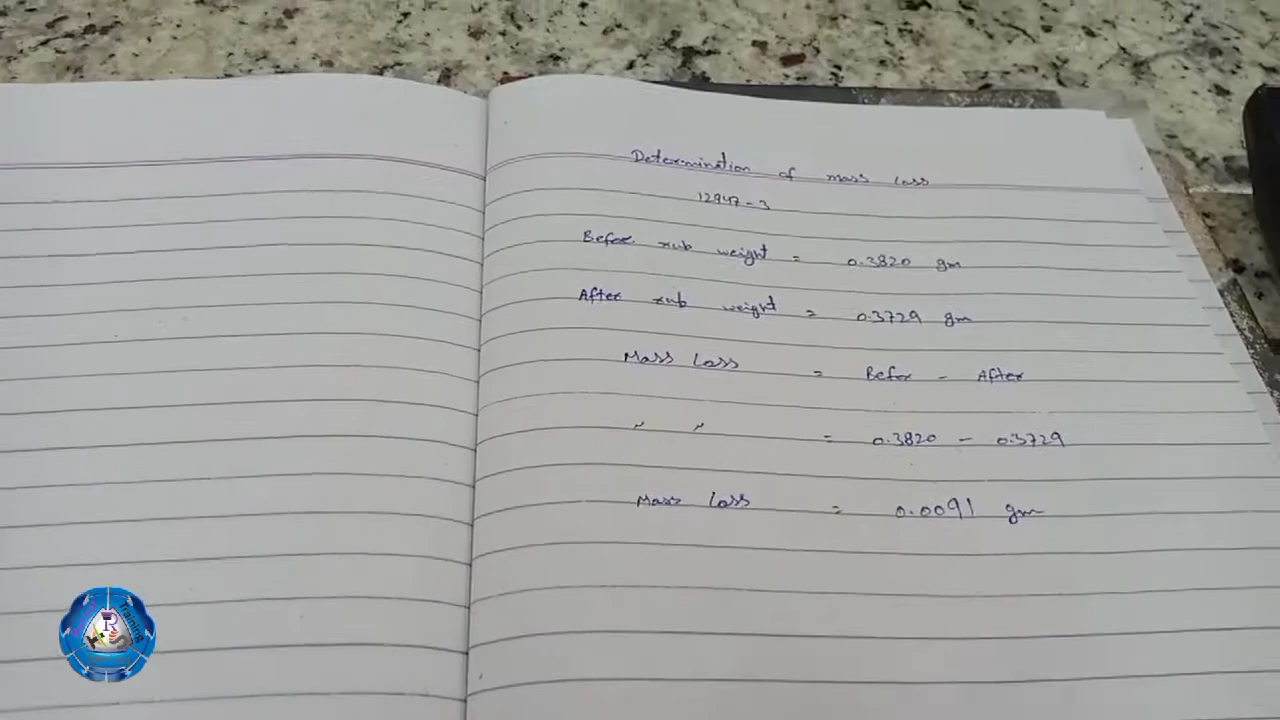 Determination of mass loss
12947-3
Before rub weight = 0.3820 gm
After rub weight = 0.3729 gm
Mass Loss = Before - After
〃 〃 = 0.3820 - 0.3729
Mass Loss = 0.0091 gm
R
Training